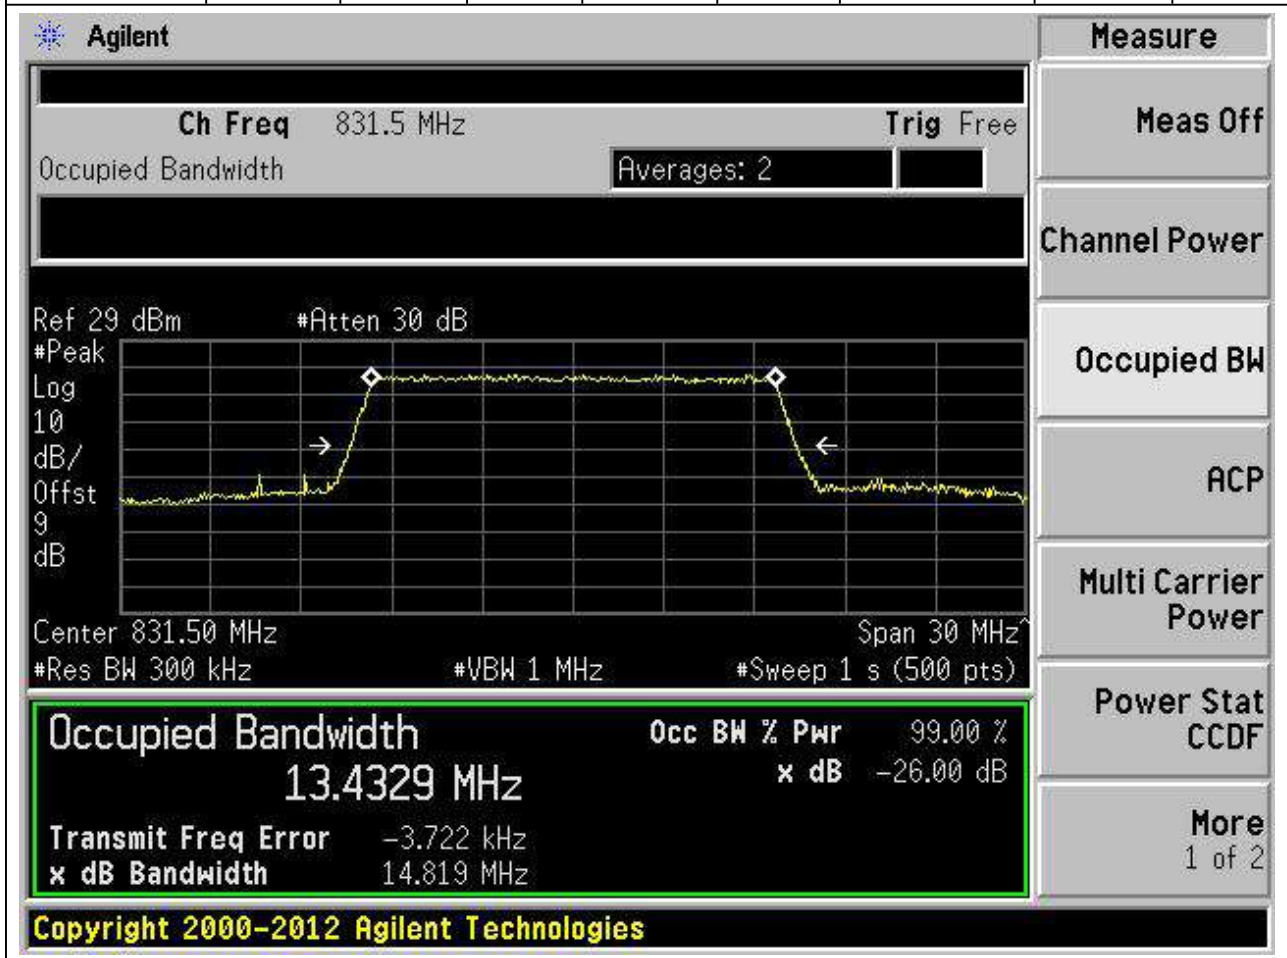 Agilent
Measure
Ch Freq 831.5 MHz Trig Free
Meas Off
Occupied Bandwidth Averages: 2
Channel Power
Ref 29 dBm #Atten 30 dB
#Peak
Log
10
dB/
Offst
9
dB
Occupied BW
ACP
Center 831.50 MHz Span 30 MHz^
#Res BW 300 kHz #VBW 1 MHz #Sweep 1 s (500 pts)
Multi Carrier
Power
Occupied Bandwidth Occ BW % Pwr 99.00 %
13.4329 MHz x dB -26.00 dB
Power Stat
CCDF
Transmit Freq Error -3.722 kHz
x dB Bandwidth 14.819 MHz
More
1 of 2
Copyright 2000-2012 Agilent Technologies